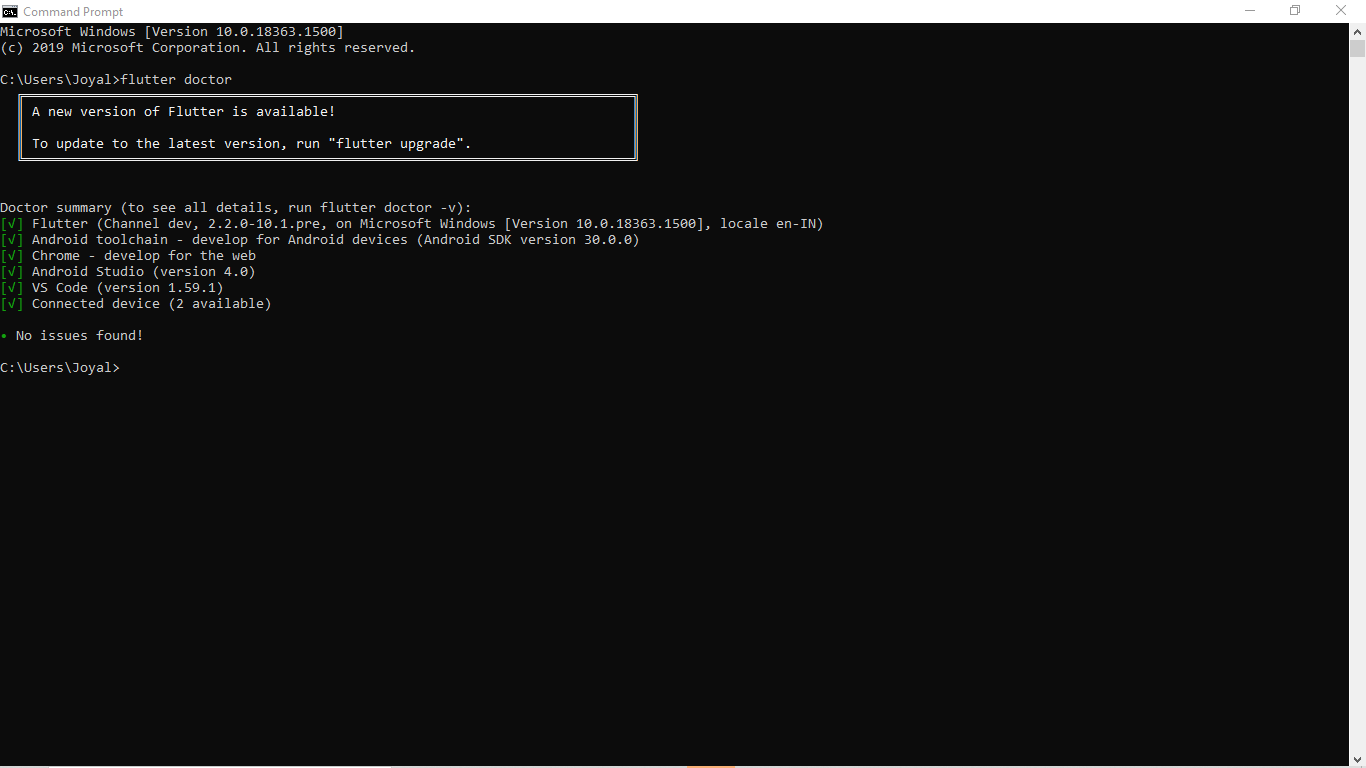 Command Prompt
Microsoft Windows [Version 10.0.18363.1500]
(c) 2019 Microsoft Corporation. All rights reserved.
C:\Users\Joyal>flutter doctor
A new version of Flutter is available!
To update to the latest version, run "flutter upgrade".
Doctor summary (to see all details, run flutter doctor -v):
[√] Flutter (Channel dev, 2.2.0-10.1.pre, on Microsoft Windows [Version 10.0.18363.1500], locale en-IN)
[√] Android toolchain - develop for Android devices (Android SDK version 30.0.0)
[√] Chrome - develop for the web
[√] Android Studio (version 4.0)
[√] VS Code (version 1.59.1)
[√] Connected device (2 available)
• No issues found!
C:\Users\Joyal>